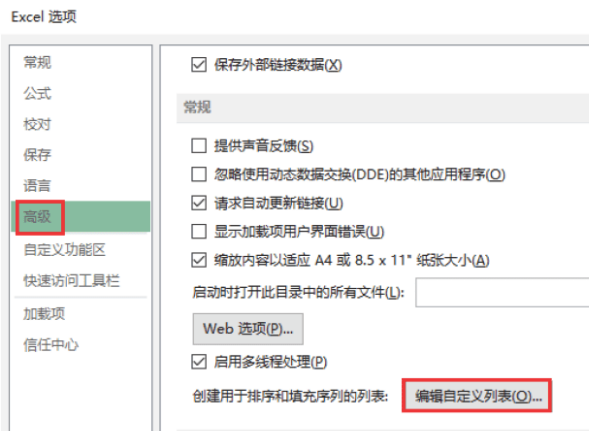 Excel 选项
常规
公式
校对
保存
语言
高级
自定义功能区
快速访问工具栏
加载项
信任中心
保存外部链接数据(X)
常规
提供声音反馈(S)
忽略使用动态数据交换(DDE)的其他应用程序(O)
请求自动更新链接(U)
显示加载项用户界面错误(U)
缩放内容以适应 A4 或 8.5 x 11" 纸张大小(A)
启动时打开此目录中的所有文件(L):
Web 选项(P)...
启用多线程处理(P)
创建用于排序和填充序列的列表: 编辑自定义列表(O)...